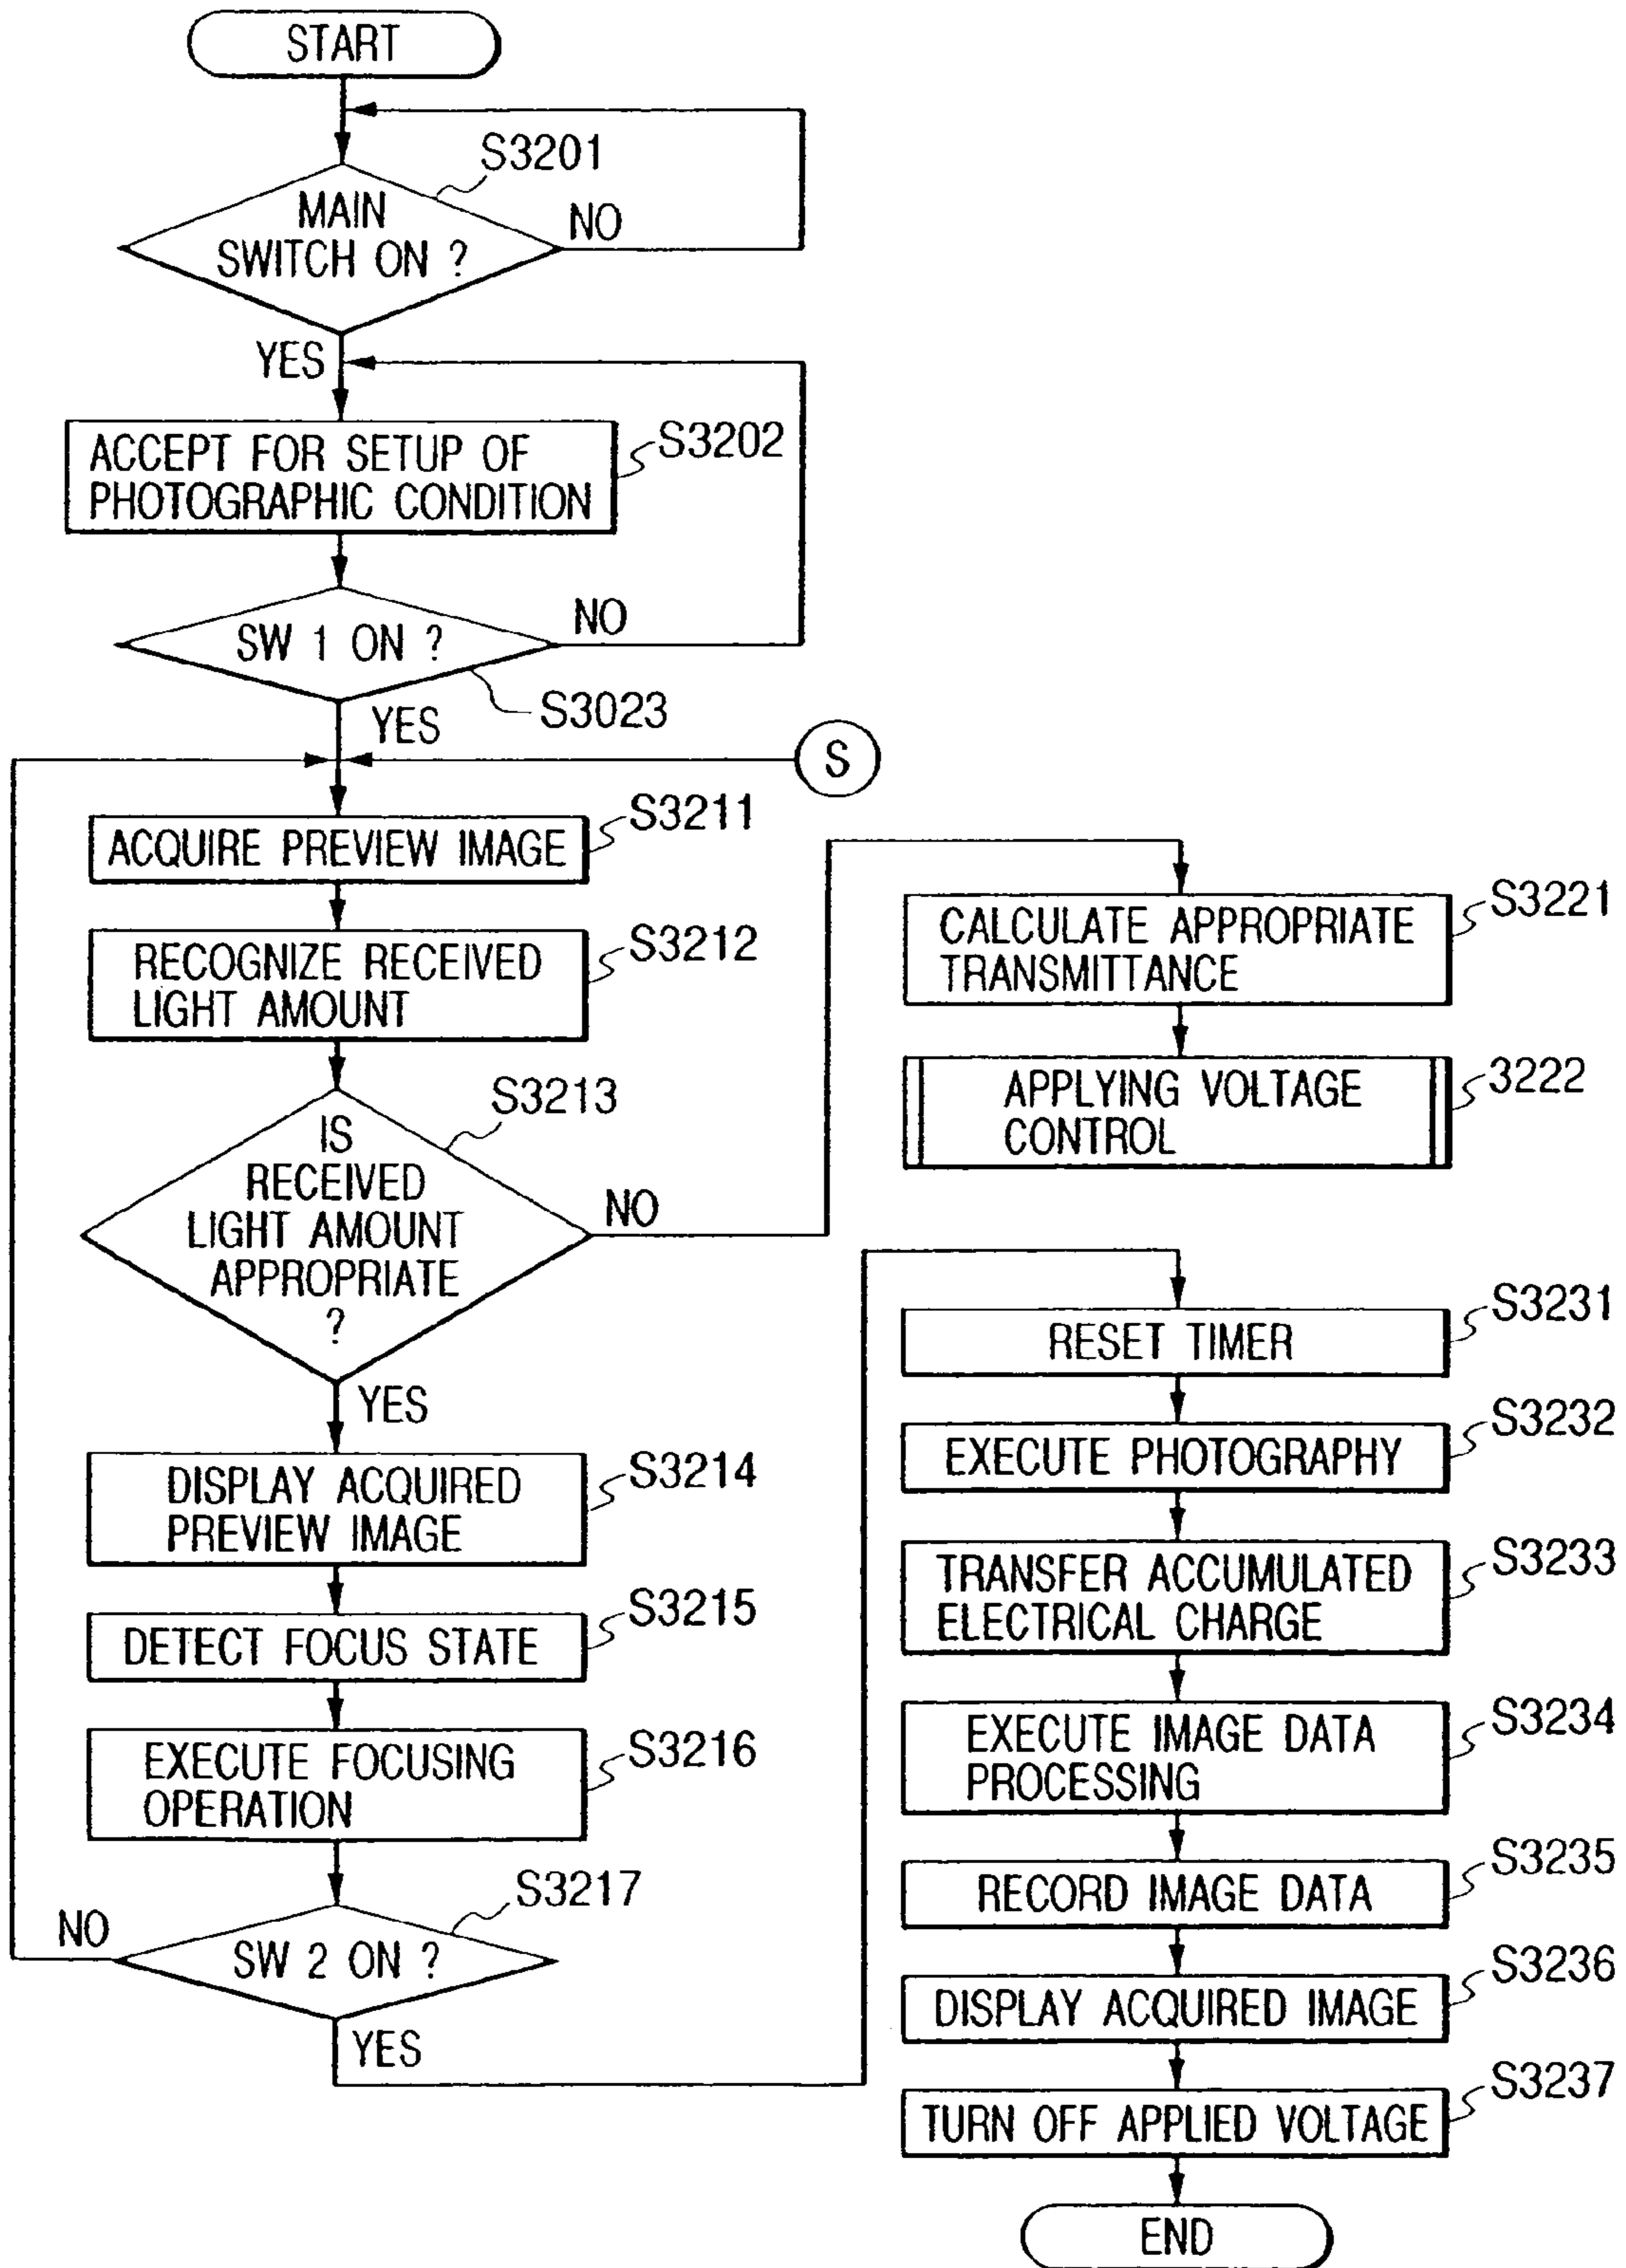 START
S3201
MAIN
SWITCH ON ?
NO
YES
ACCEPT FOR SETUP OF
PHOTOGRAPHIC CONDITION
S3202
SW 1 ON ?
NO
S3023
YES
S
ACQUIRE PREVIEW IMAGE
S3211
RECOGNIZE RECEIVED
LIGHT AMOUNT
S3212
S3213
IS
RECEIVED
LIGHT AMOUNT
APPROPRIATE
?
NO
YES
DISPLAY ACQUIRED
PREVIEW IMAGE
S3214
DETECT FOCUS STATE
S3215
EXECUTE FOCUSING
OPERATION
S3216
S3217
SW 2 ON ?
NO
YES
CALCULATE APPROPRIATE
TRANSMITTANCE
S3221
APPLYING VOLTAGE
CONTROL
3222
RESET TIMER
S3231
EXECUTE PHOTOGRAPHY
S3232
TRANSFER ACCUMULATED
ELECTRICAL CHARGE
S3233
EXECUTE IMAGE DATA
PROCESSING
S3234
RECORD IMAGE DATA
S3235
DISPLAY ACQUIRED IMAGE
S3236
TURN OFF APPLIED VOLTAGE
S3237
END